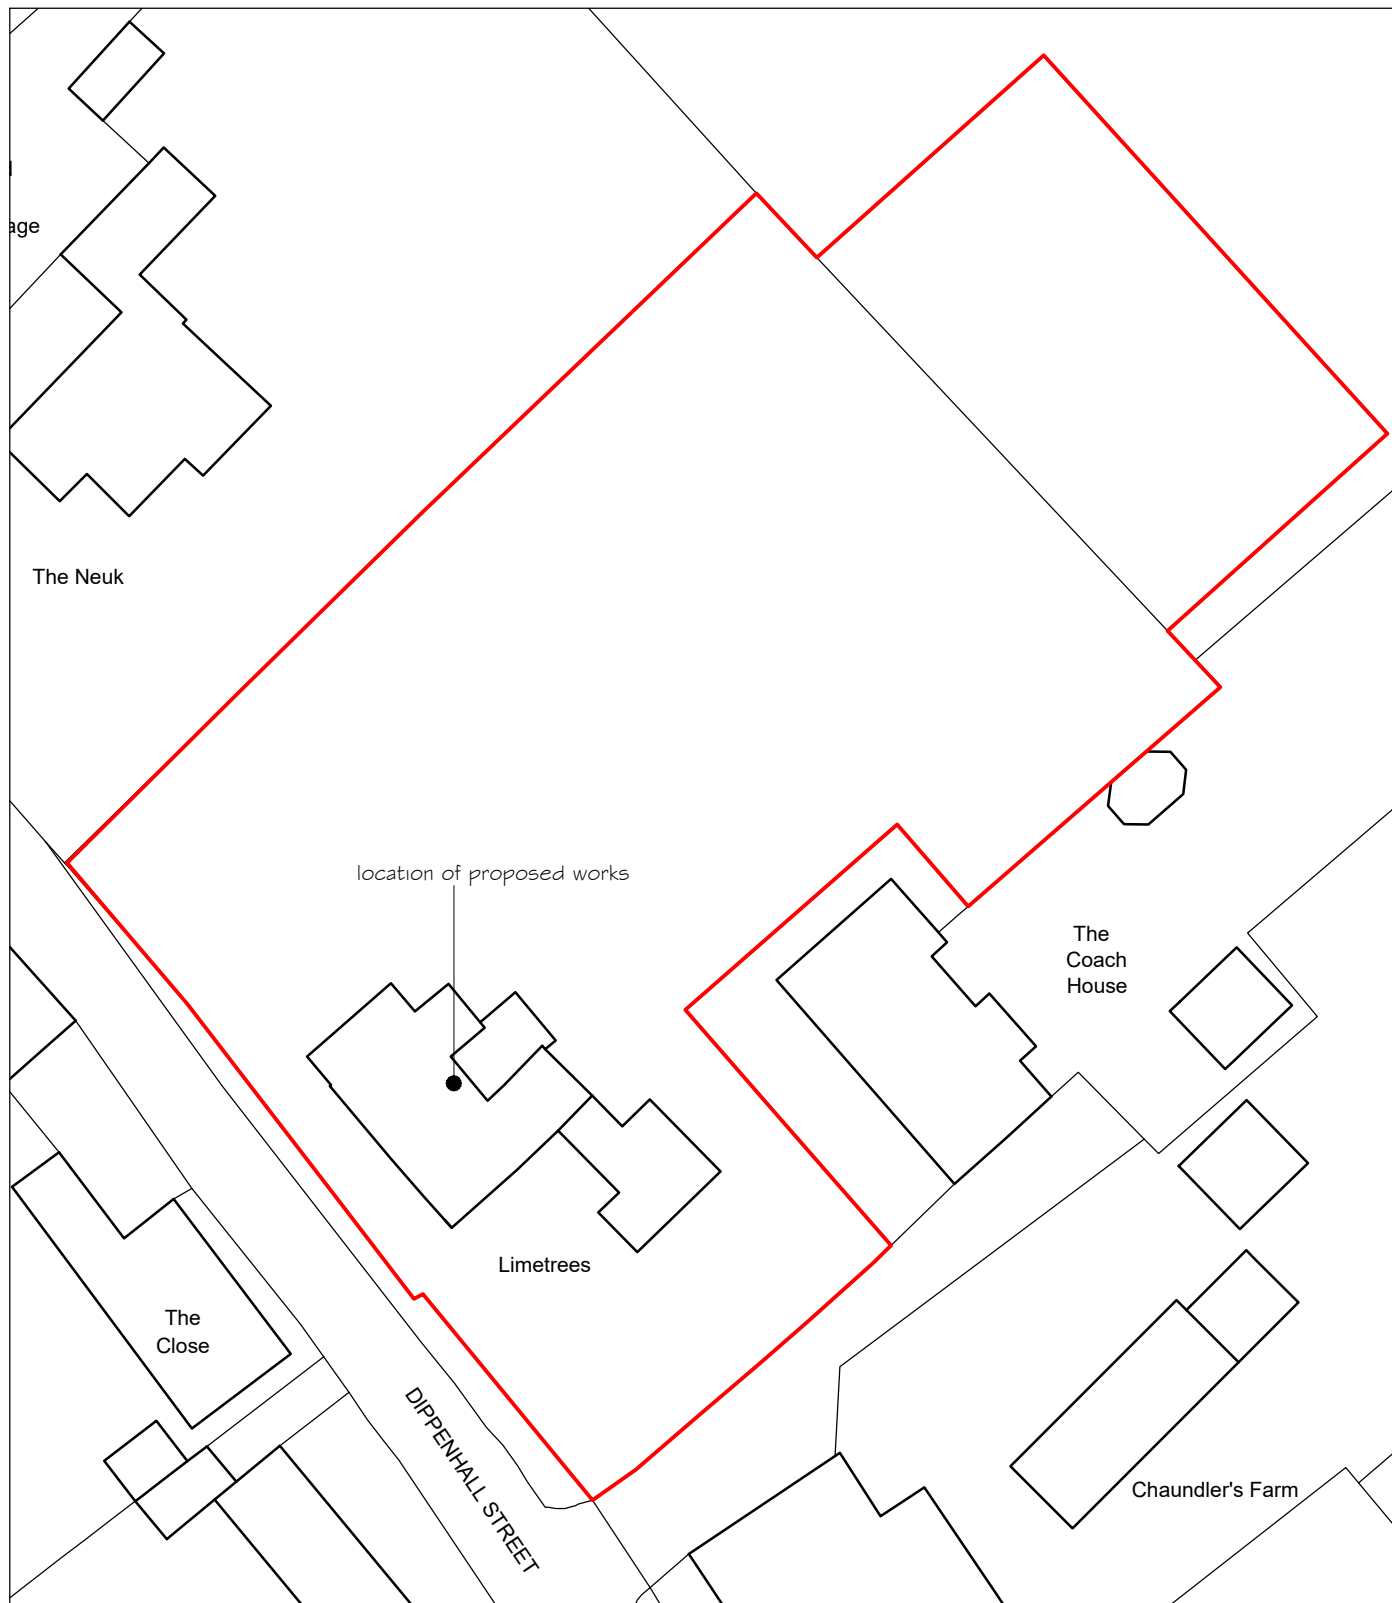 age
The Neuk
location of proposed works
The
Coach
House
Limetrees
The
Close
DIPPENHALL STREET
Chaundler's Farm